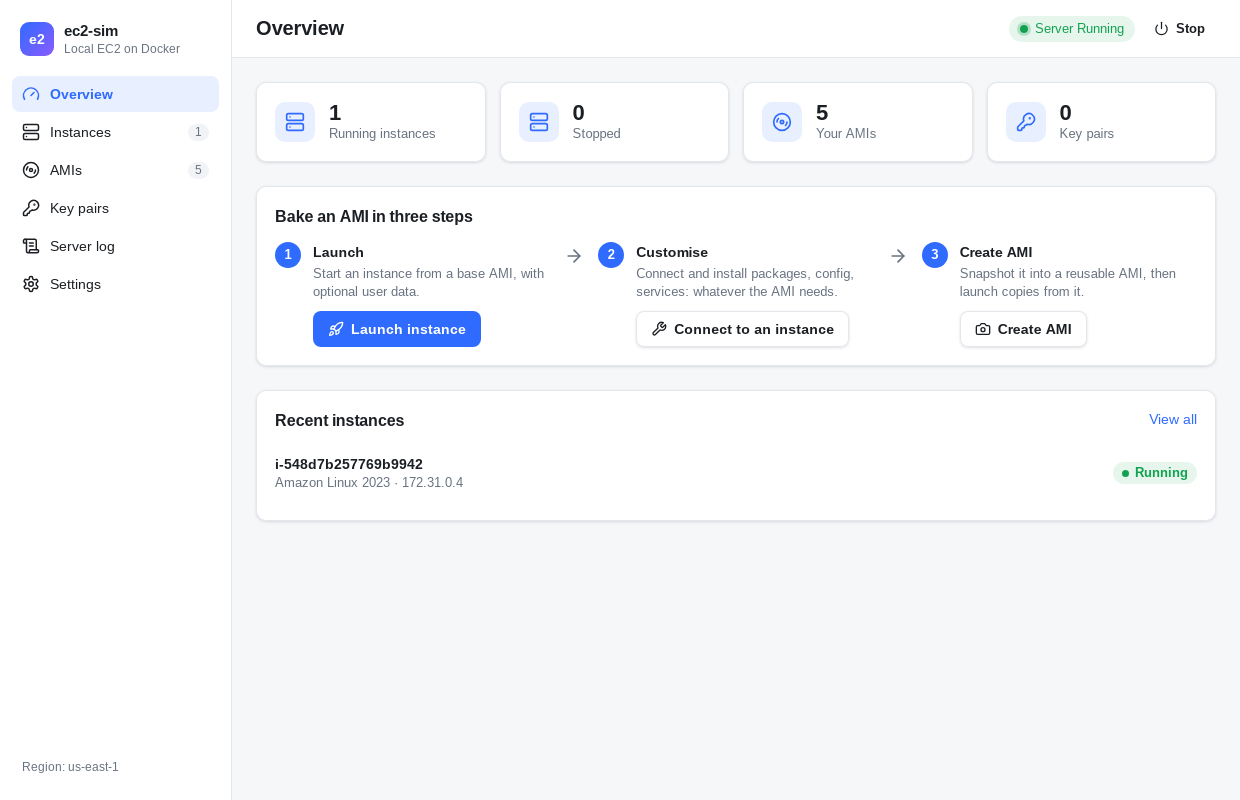 e2
ec2-sim
Local EC2 on Docker
Overview
Instances 1
AMIs 5
Key pairs
Server log
Settings
Region: us-east-1
Overview
Server Running
Stop
1
Running instances
0
Stopped
5
Your AMIs
0
Key pairs
Bake an AMI in three steps
1 Launch
Start an instance from a base AMI, with
optional user data.
Launch instance
2 Customise
Connect and install packages, config,
services: whatever the AMI needs.
Connect to an instance
3 Create AMI
Snapshot it into a reusable AMI, then
launch copies from it.
Create AMI
Recent instances
View all
i-548d7b257769b9942
Amazon Linux 2023 · 172.31.0.4
Running